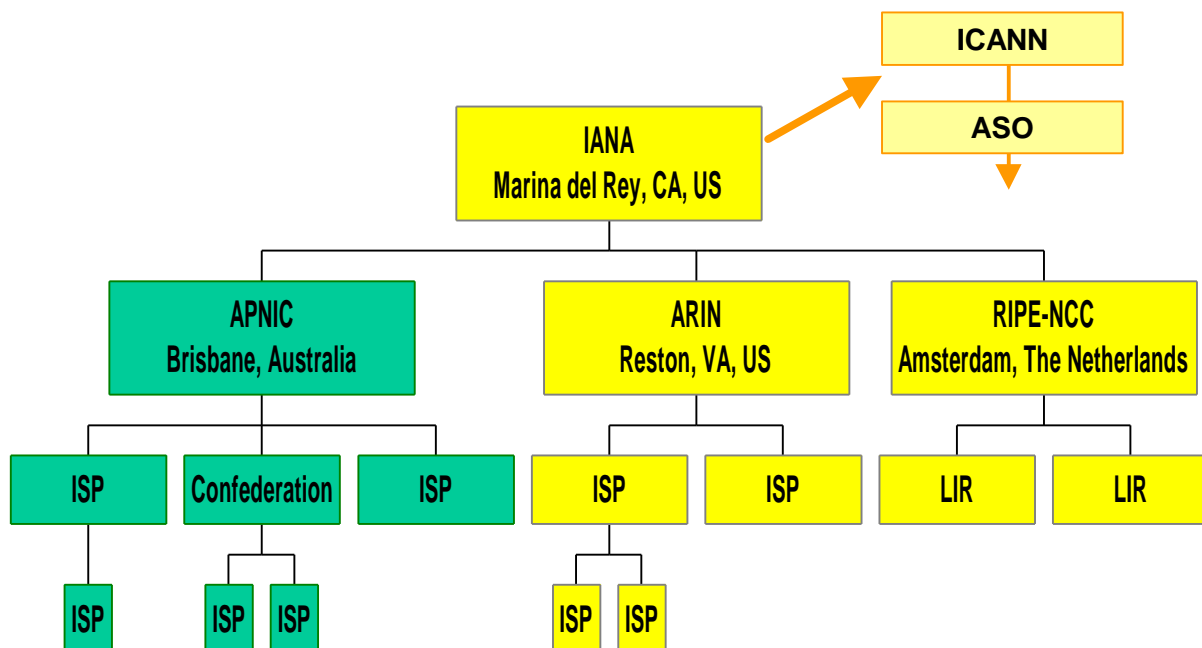 ICANN
ASO
IANA
Marina del Rey, CA, US
APNIC
Brisbane, Australia
ARIN
Reston, VA, US
RIPE-NCC
Amsterdam, The Netherlands
ISP
Confederation
ISP
ISP
ISP
LIR
LIR
ISP
ISP
ISP
ISP
ISP